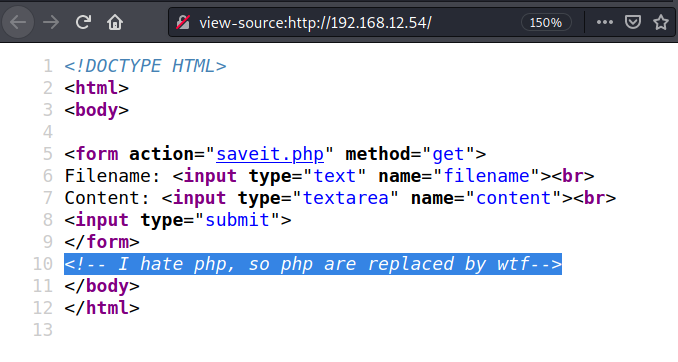 view-source:http://192.168.12.54/ 150%
1 <!DOCTYPE HTML>
2 <html>
3 <body>
4
5 <form action="saveit.php" method="get">
6 Filename: <input type="text" name="filename"><br>
7 Content: <input type="textarea" name="content"><br>
8 <input type="submit">
9 </form>
10 <!-- I hate php, so php are replaced by wtf-->
11 </body>
12 </html>
13